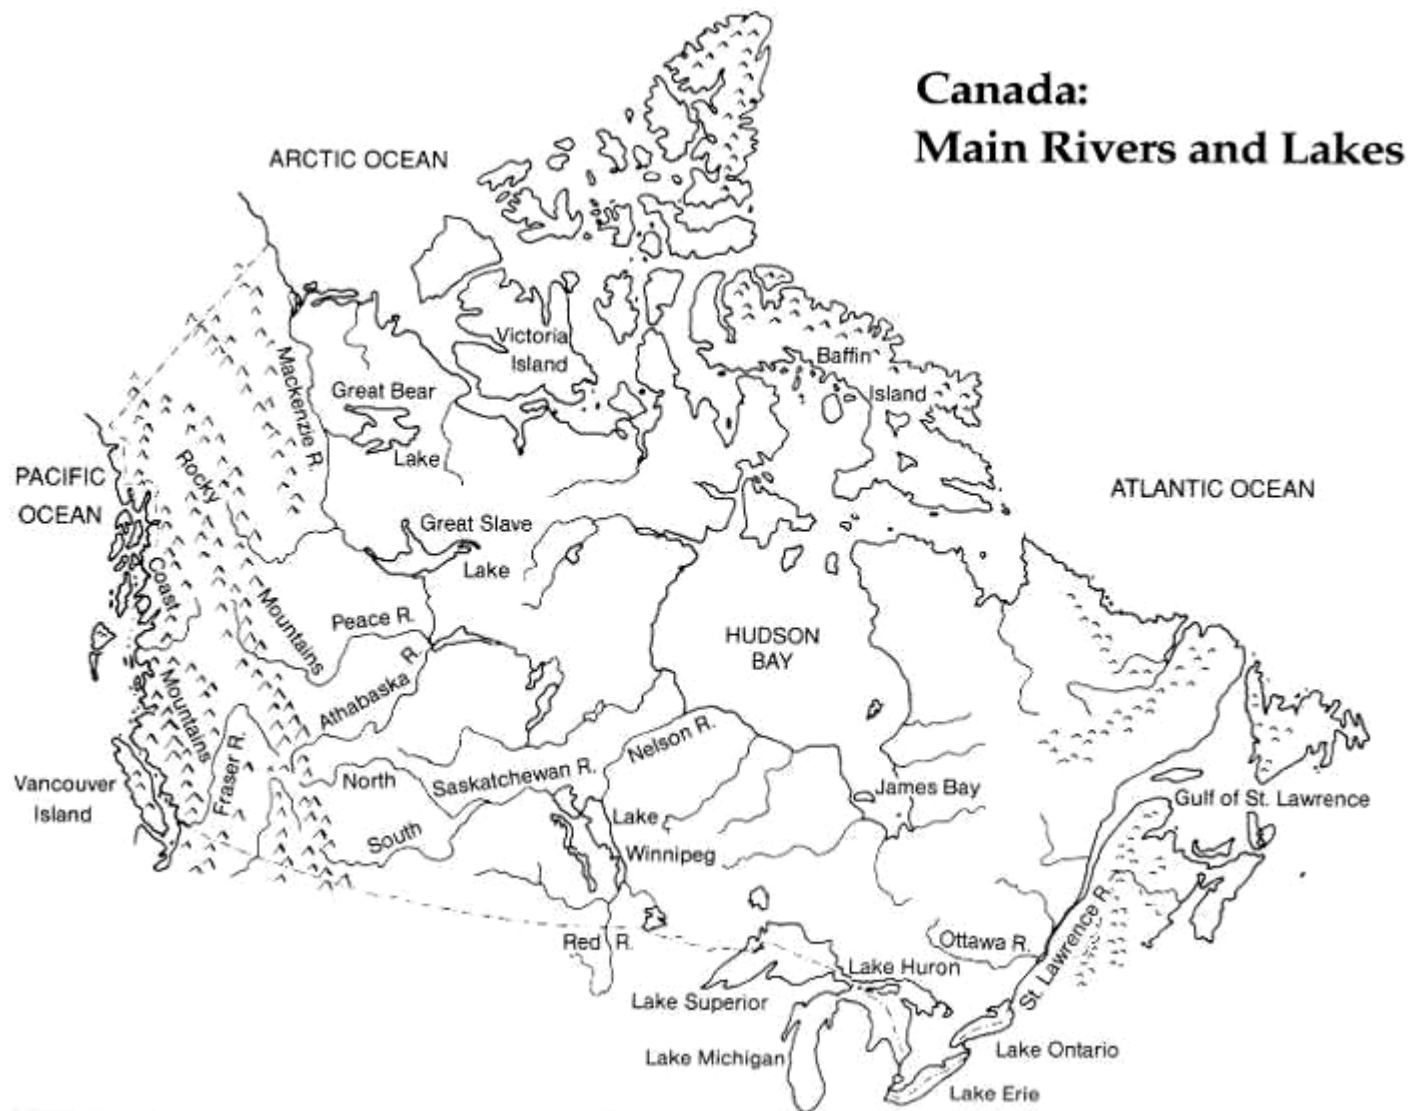 Canada:
Main Rivers and Lakes
ARCTIC OCEAN
Victoria
Island
Baffin
Island
Mackenzie R.
Great Bear
Lake
Rocky
Mountains
PACIFIC
OCEAN
ATLANTIC OCEAN
Great Slave
Lake
Coast
Mountains
Peace R.
HUDSON
BAY
Athabaska R.
Fraser R.
Nelson R.
North
Saskatchewan R.
South
Vancouver
Island
James Bay
Gulf of St. Lawrence
Lake
Winnipeg
Red R.
Ottawa R.
St. Lawrence R.
Lake Huron
Lake Superior
Lake Michigan
Lake Ontario
Lake Erie